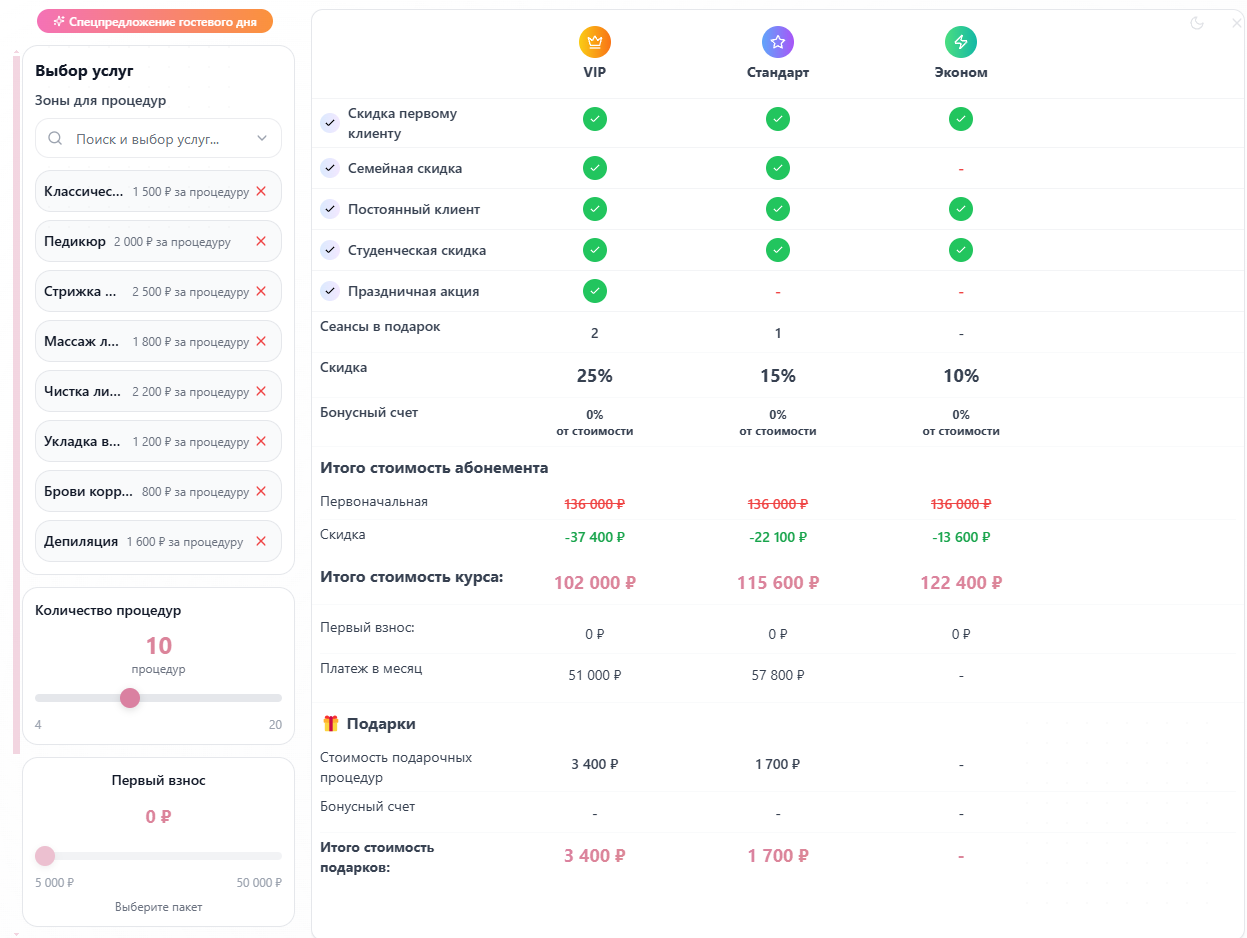 Спецпредложение гостевого дня
Выбор услуг
Зоны для процедур
Поиск и выбор услуг...
Классичес... 1 500 ₽ за процедуру
Педикюр 2 000 ₽ за процедуру
Стрижка ... 2 500 ₽ за процедуру
Массаж л... 1 800 ₽ за процедуру
Чистка ли... 2 200 ₽ за процедуру
Укладка в... 1 200 ₽ за процедуру
Брови корр... 800 ₽ за процедуру
Депиляция 1 600 ₽ за процедуру
Количество процедур
10
процедур
4 20
Первый взнос
0 ₽
5 000 ₽ 50 000 ₽
Выберите пакет
VIP Стандарт Эконом
Скидка первому
клиенту
Семейная скидка -
Постоянный клиент
Студенческая скидка
Праздничная акция - -
Сеансы в подарок 2 1 -
Скидка 25% 15% 10%
Бонусный счет 0% 0% 0%
от стоимости от стоимости от стоимости
Итого стоимость абонемента
Первоначальная 136 000 ₽ 136 000 ₽ 136 000 ₽
Скидка -37 400 ₽ -22 100 ₽ -13 600 ₽
Итого стоимость курса: 102 000 ₽ 115 600 ₽ 122 400 ₽
Первый взнос: 0 ₽ 0 ₽ 0 ₽
Платеж в месяц 51 000 ₽ 57 800 ₽ -
Подарки
Стоимость подарочных
процедур 3 400 ₽ 1 700 ₽ -
Бонусный счет - - -
Итого стоимость
подарков: 3 400 ₽ 1 700 ₽ -